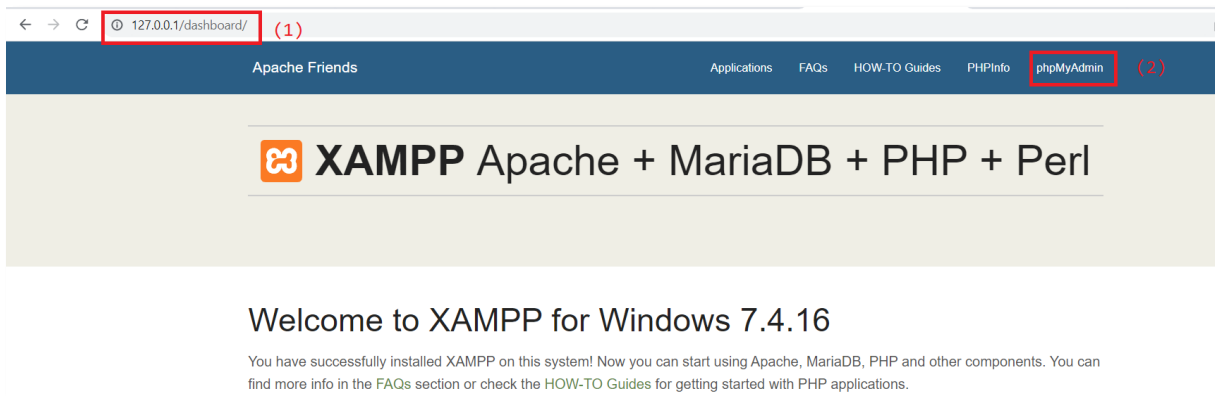 127.0.0.1/dashboard/ (1)
Apache Friends Applications FAQs HOW-TO Guides PHPInfo phpMyAdmin (2)
XAMPP Apache + MariaDB + PHP + Perl
Welcome to XAMPP for Windows 7.4.16
You have successfully installed XAMPP on this system! Now you can start using Apache, MariaDB, PHP and other components. You can
find more info in the FAQs section or check the HOW-TO Guides for getting started with PHP applications.